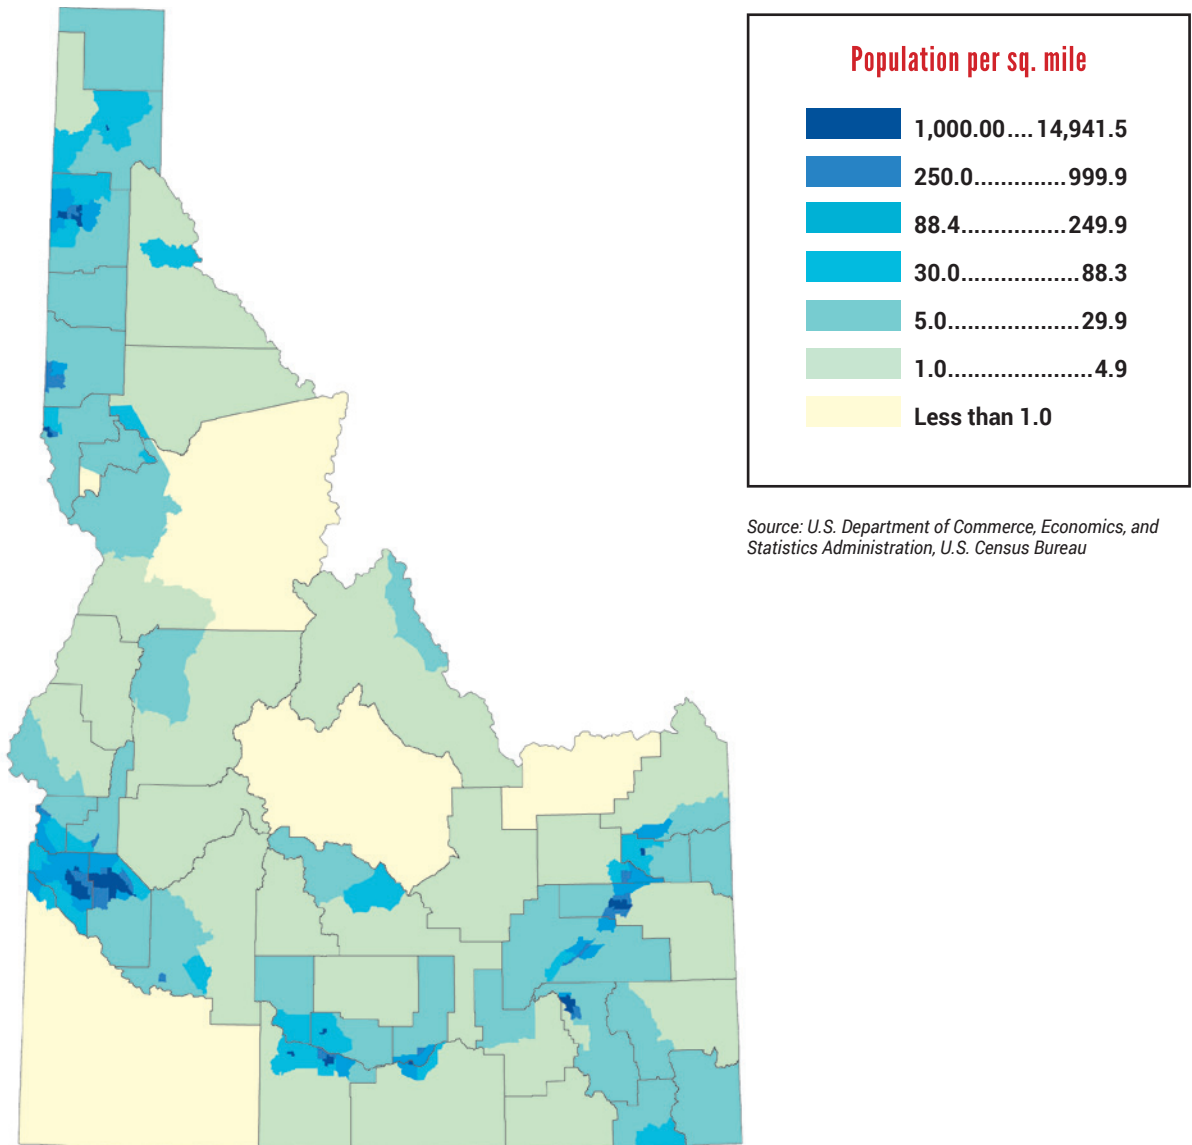 Population per sq. mile
1,000.00....14,941.5
250.0..............999.9
88.4................249.9
30.0..................88.3
5.0....................29.9
1.0......................4.9
Less than 1.0
Source: U.S. Department of Commerce, Economics, and
Statistics Administration, U.S. Census Bureau